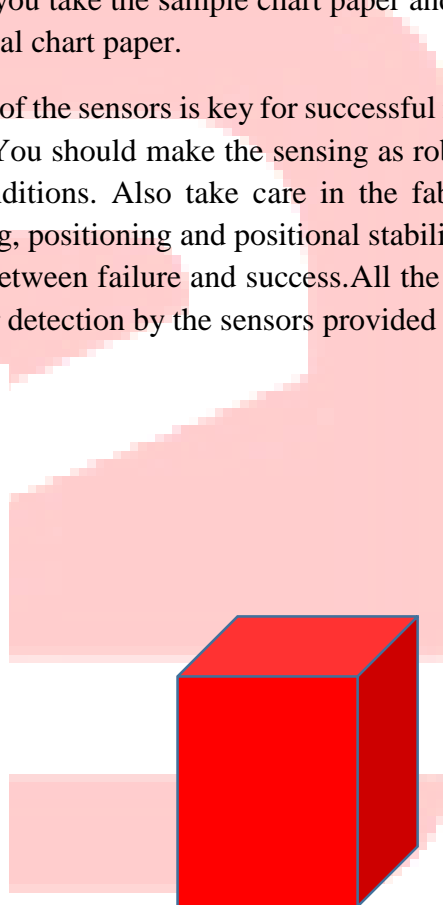 you take the sample chart paper and
al chart paper.
of the sensors is key for successful
You should make the sensing as rob
nditions. Also take care in the fab
g, positioning and positional stabili
between failure and success.All the
r detection by the sensors provided